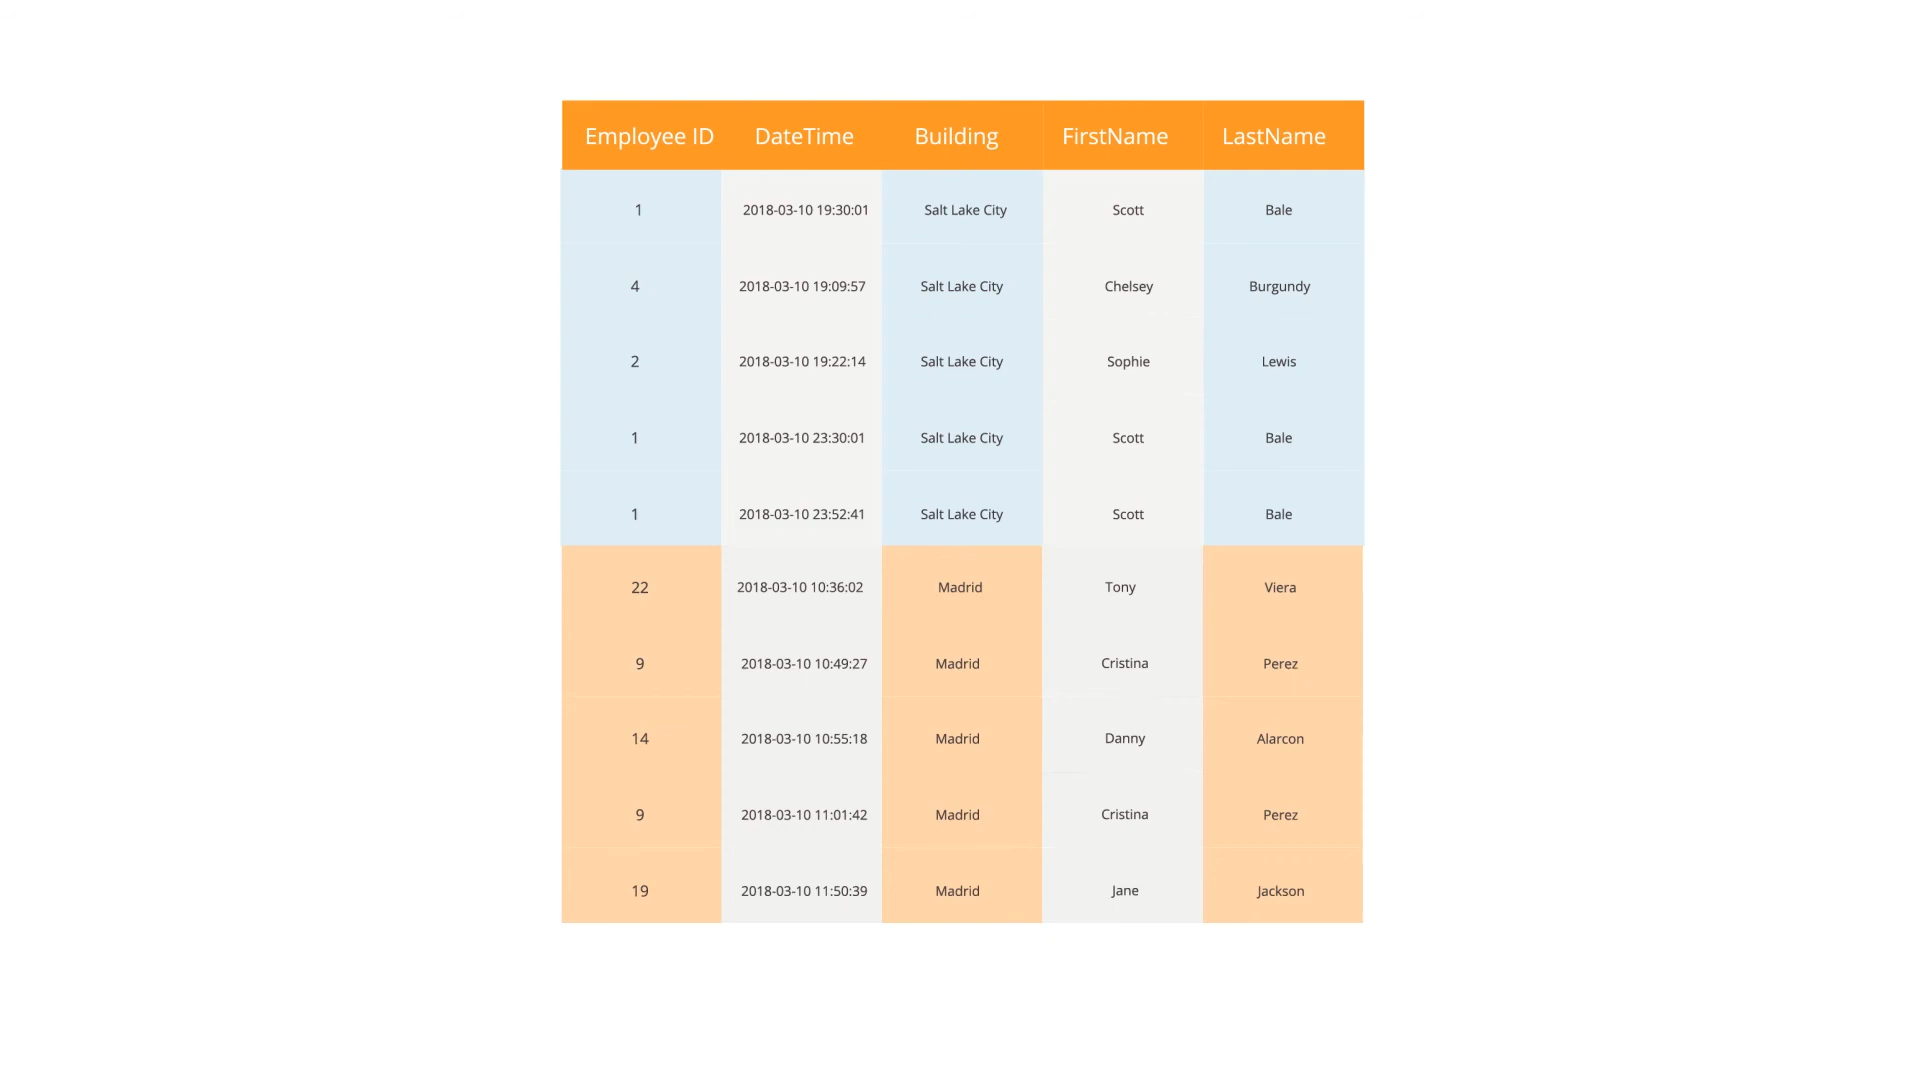 Employee ID DateTime Building FirstName LastName
1 2018-03-10 19:30:01 Salt Lake City Scott Bale
4 2018-03-10 19:09:57 Salt Lake City Chelsey Burgundy
2 2018-03-10 19:22:14 Salt Lake City Sophie Lewis
1 2018-03-10 23:30:01 Salt Lake City Scott Bale
1 2018-03-10 23:52:41 Salt Lake City Scott Bale
22 2018-03-10 10:36:02 Madrid Tony Viera
9 2018-03-10 10:49:27 Madrid Cristina Perez
14 2018-03-10 10:55:18 Madrid Danny Alarcon
9 2018-03-10 11:01:42 Madrid Cristina Perez
19 2018-03-10 11:50:39 Madrid Jane Jackson